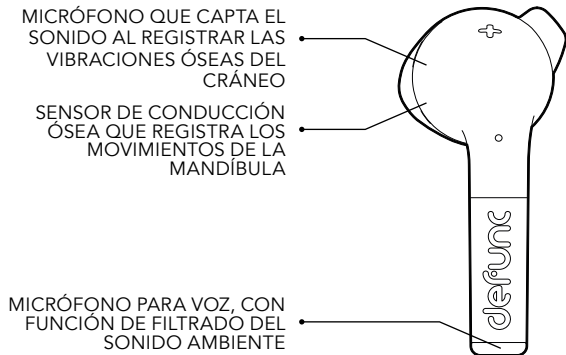 MICRÓFONO QUE CAPTA EL
SONIDO AL REGISTRAR LAS
VIBRACIONES ÓSEAS DEL
CRÁNEO
SENSOR DE CONDUCCIÓN
ÓSEA QUE REGISTRA LOS
MOVIMIENTOS DE LA
MANDÍBULA
defunc
MICRÓFONO PARA VOZ, CON
FUNCIÓN DE FILTRADO DEL
SONIDO AMBIENTE